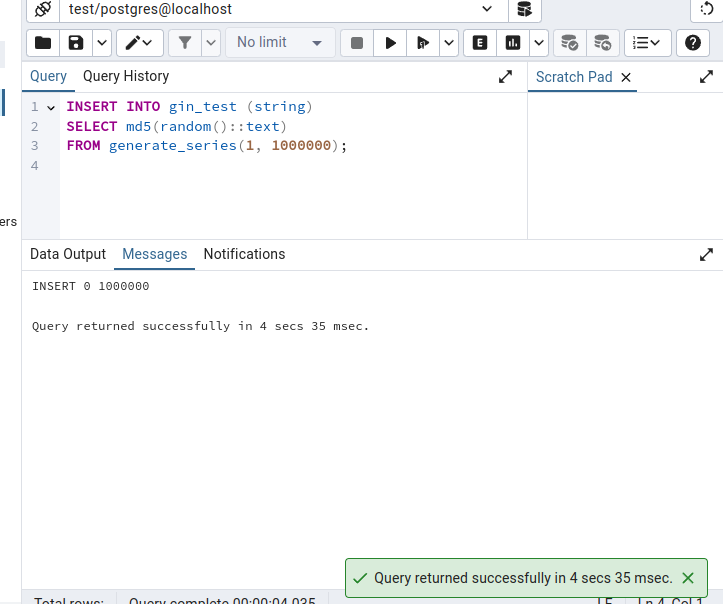 test/postgres@localhost
No limit
E
Query Query History
Scratch Pad
1 INSERT INTO gin_test (string)
2 SELECT md5(random()::text)
3 FROM generate_series(1, 1000000);
4
ers
Data Output Messages Notifications
INSERT 0 1000000
Query returned successfully in 4 secs 35 msec.
Query returned successfully in 4 secs 35 msec.
Total rows: Query complete 00:00:04.035 Ln 4, Col 1